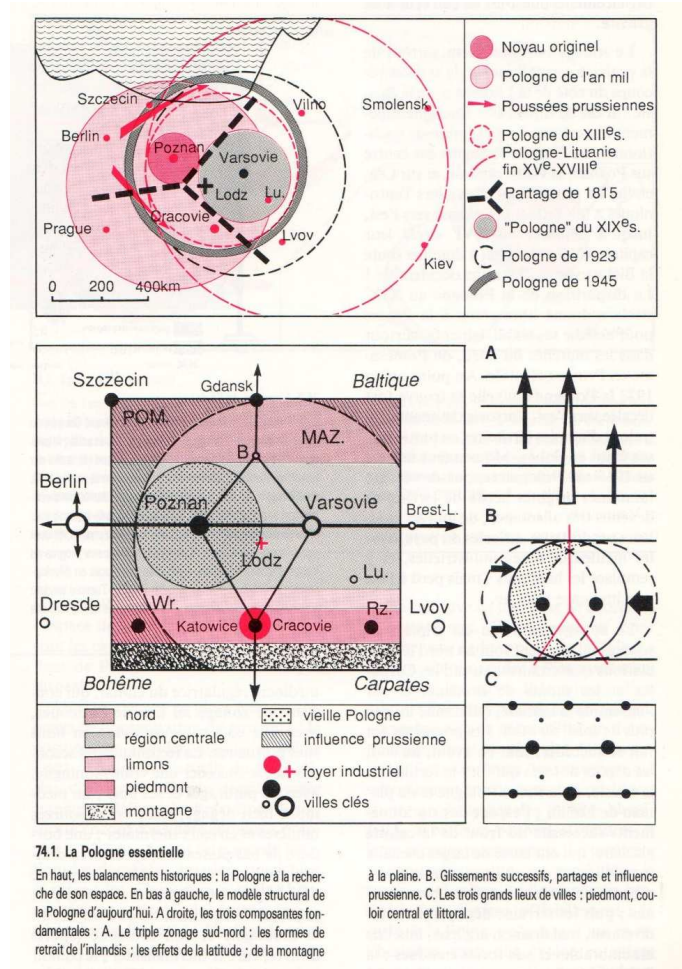 Szczecin
Vilno
Smolensk
Berlin
Poznan
Varsovie
Lodz
Lu.
Prague
Cracovie
Lvov
Kiev
0 200 400km
Noyau originel
Pologne de l'an mil
Poussées prussiennes
Pologne du XIIIe s.
Pologne-Lituanie
fin XVe-XVIIIe
Partage de 1815
"Pologne" du XIXe s.
Pologne de 1923
Pologne de 1945
Szczecin
Gdansk
Baltique
POM.
MAZ.
B
Berlin
Poznan
Varsovie
Brest-L.
Lodz
Lu.
Dresde
Wr.
Katowice
Cracovie
Rz.
Lvov
Bohême
Carpates
nord
région centrale
limons
piedmont
montagne
vieille Pologne
influence prussienne
foyer industriel
villes clés
A
B
C
74.1. La Pologne essentielle
En haut, les balancements historiques : la Pologne à la recher-
che de son espace. En bas à gauche, le modèle structural de
la Pologne d'aujourd'hui. A droite, les trois composantes fon-
damentales : A. Le triple zonage sud-nord : les formes de
retrait de l'inlandsis ; les effets de la latitude ; de la montagne
à la plaine. B. Glissements successifs, partages et influence
prussienne. C. Les trois grands lieux de villes : piedmont, cou-
loir central et littoral.